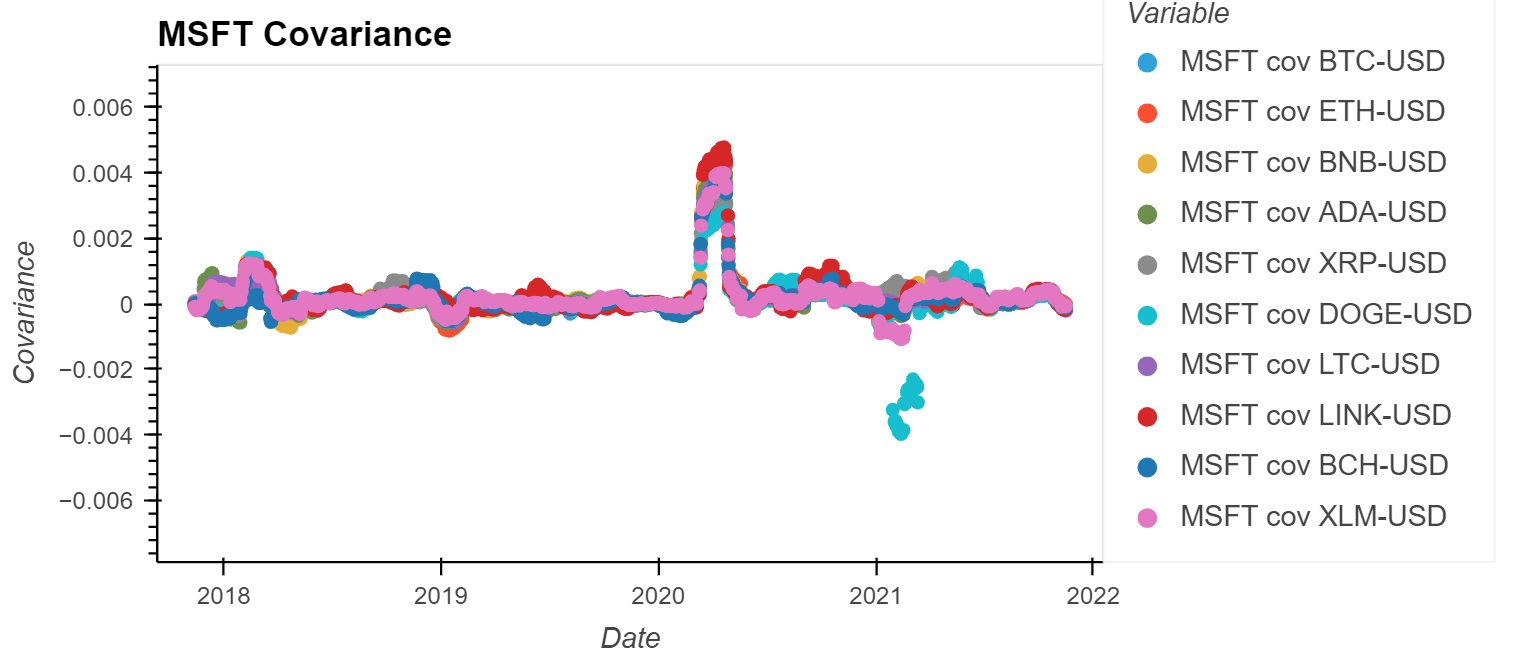 MSFT Covariance
Variable
MSFT cov BTC-USD
MSFT cov ETH-USD
MSFT cov BNB-USD
MSFT cov ADA-USD
MSFT cov XRP-USD
MSFT cov DOGE-USD
MSFT cov LTC-USD
MSFT cov LINK-USD
MSFT cov BCH-USD
MSFT cov XLM-USD
Covariance
0.006
0.004
0.002
0
−0.002
−0.004
−0.006
2018 2019 2020 2021 2022
Date